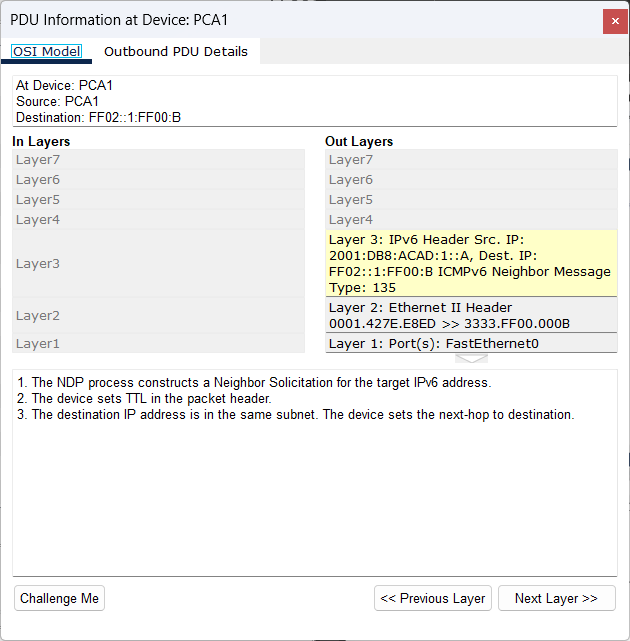 PDU Information at Device: PCA1
OSI Model
Outbound PDU Details
At Device: PCA1
Source: PCA1
Destination: FF02::1:FF00:B
In Layers
Layer7
Layer6
Layer5
Layer4
Layer3
Layer2
Layer1
Out Layers
Layer7
Layer6
Layer5
Layer4
Layer 3: IPv6 Header Src. IP:
2001:DB8:ACAD:1::A, Dest. IP:
FF02::1:FF00:B ICMPv6 Neighbor Message
Type: 135
Layer 2: Ethernet II Header
0001.427E.E8ED >> 3333.FF00.000B
Layer 1: Port(s): FastEthernet0
1. The NDP process constructs a Neighbor Solicitation for the target IPv6 address.
2. The device sets TTL in the packet header.
3. The destination IP address is in the same subnet. The device sets the next-hop to destination.
Challenge Me
<< Previous Layer
Next Layer >>